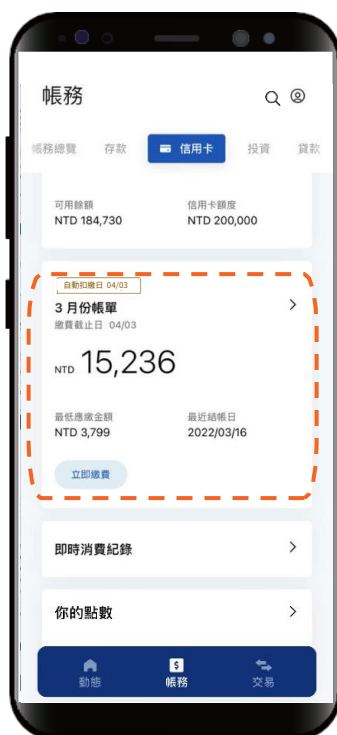 帳務
帳務總覽 存款 信用卡 投資 貸款
可用餘額 信用卡額度
NTD 184,730 NTD 200,000
自動扣繳日 04/03
3 月份帳單
繳費截止日 04/03
NTD 15,236
最低應繳金額 最近結帳日
NTD 3,799 2022/03/16
立即繳費
即時消費紀錄
你的點數
動態 帳務 交易